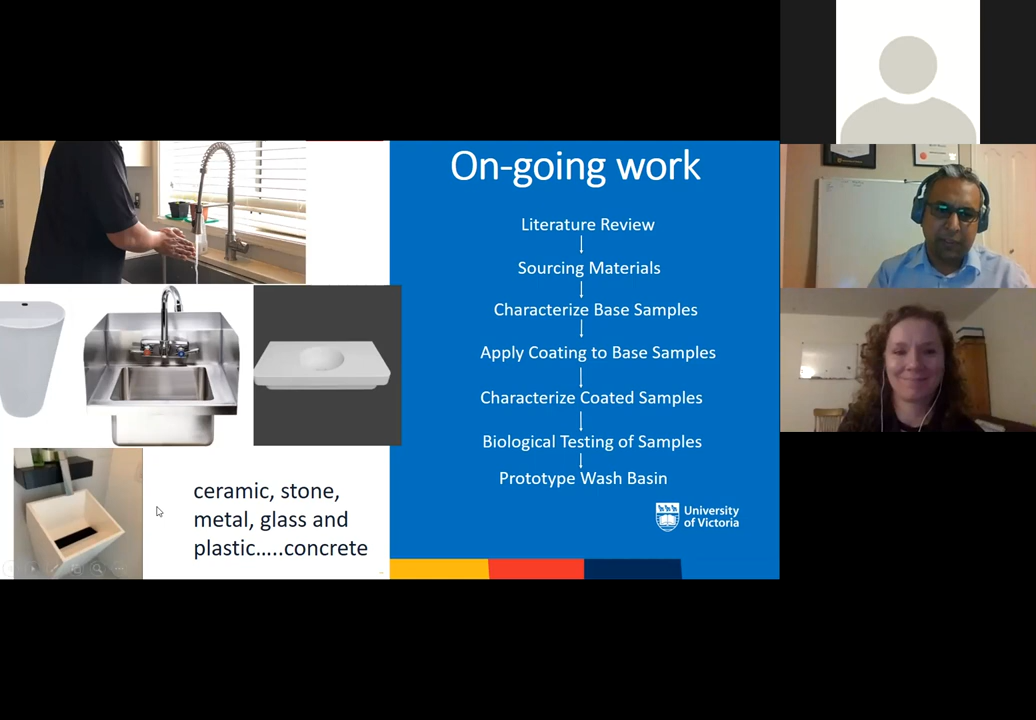 On-going work
Literature Review
Sourcing Materials
Characterize Base Samples
Apply Coating to Base Samples
Characterize Coated Samples
Biological Testing of Samples
Prototype Wash Basin
University
of Victoria
ceramic, stone,
metal, glass and
plastic.....concrete